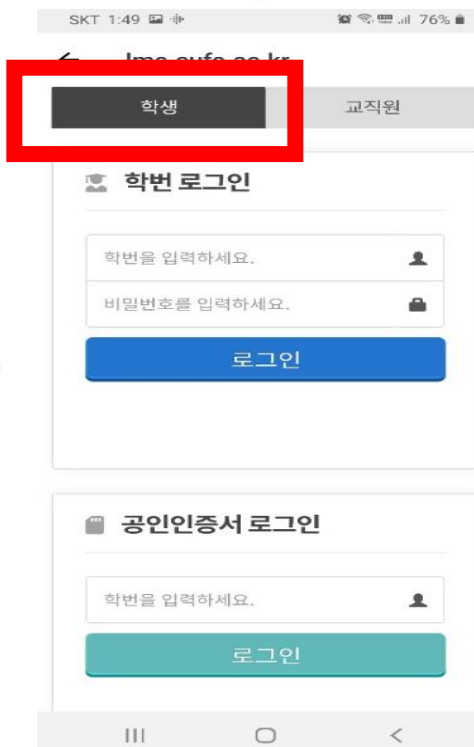 SKT 1:49 76%
학생 교직원
학번 로그인
학번을 입력하세요.
비밀번호를 입력하세요.
로그인
공인인증서 로그인
학번을 입력하세요.
로그인